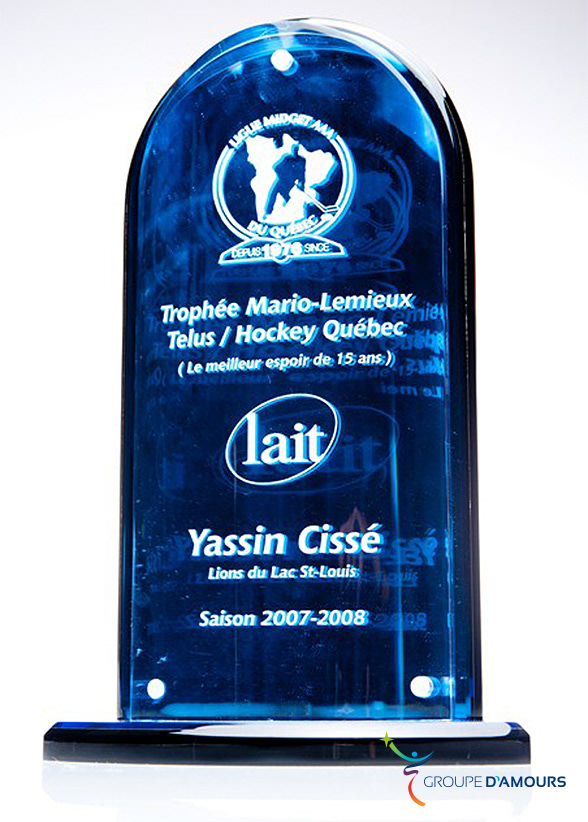 LIGUE MIDGET AAA
DU QUÉBEC
DEPUIS 1976 SINCE
Trophée Mario-Lemieux
Telus / Hockey Québec
( Le meilleur espoir de 15 ans )
lait
Yassin Cissé
Lions du Lac St-Louis
Saison 2007-2008
GROUPE D'AMOURS